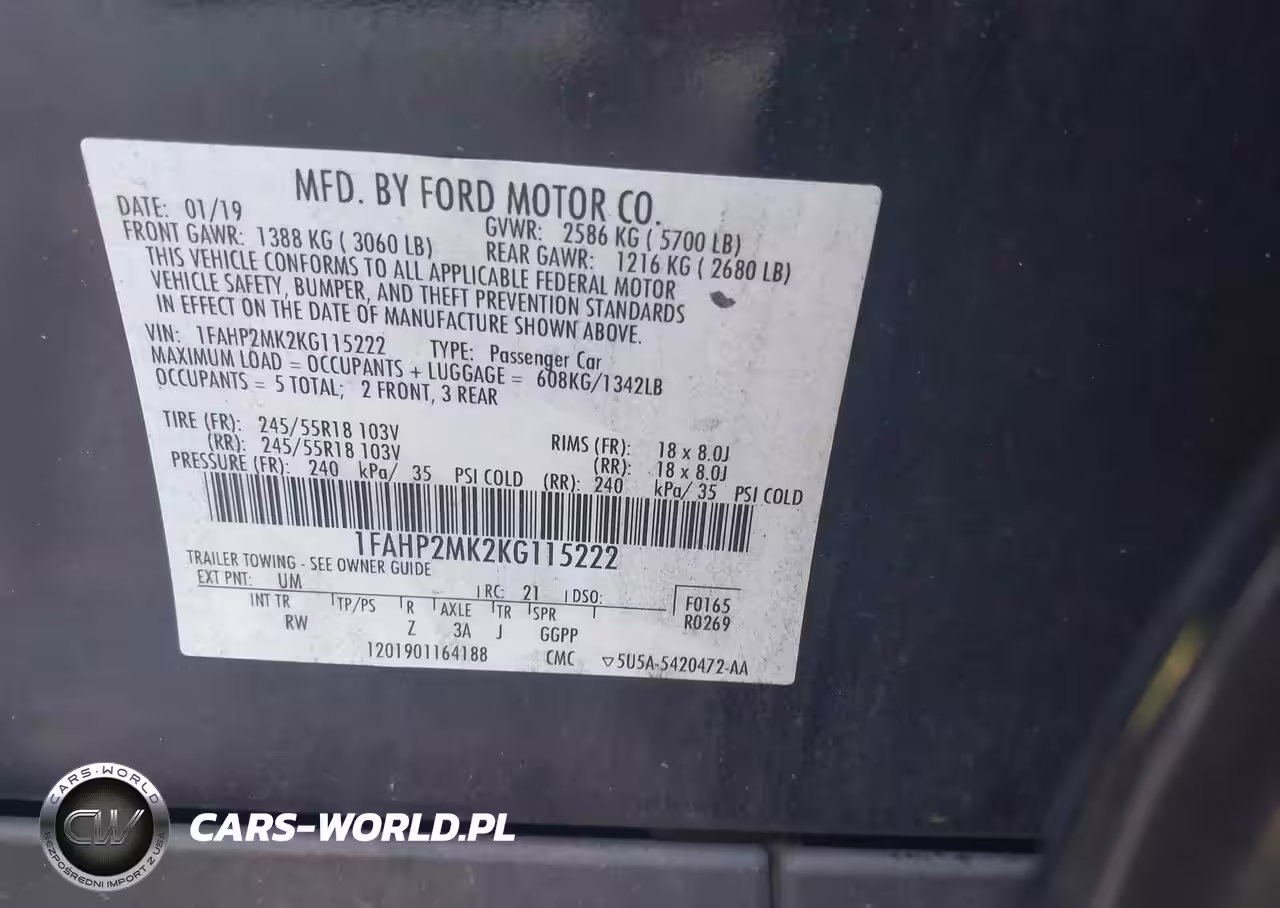 MFD. BY FORD MOTOR CO.
DATE: 01/19 GVWR: 2586 KG ( 5700 LB)
FRONT GAWR: 1388 KG ( 3060 LB) REAR GAWR: 1216 KG ( 2680 LB)
THIS VEHICLE CONFORMS TO ALL APPLICABLE FEDERAL MOTOR
VEHICLE SAFETY, BUMPER, AND THEFT PREVENTION STANDARDS
IN EFFECT ON THE DATE OF MANUFACTURE SHOWN ABOVE.
VIN: 1FAHP2MK2KG115222 TYPE: Passenger Car
MAXIMUM LOAD = OCCUPANTS + LUGGAGE = 608KG/1342LB
OCCUPANTS = 5 TOTAL; 2 FRONT, 3 REAR
TIRE (FR): 245/55R18 103V RIMS (FR): 18 x 8.0J
(RR): 245/55R18 103V (RR): 18 x 8.0J
PRESSURE (FR): 240 kPa/ 35 PSI COLD (RR): 240 kPa/ 35 PSI COLD
1FAHP2MK2KG115222
TRAILER TOWING - SEE OWNER GUIDE
EXT PNT: UM RC: 21 DSO: F0165
INT TR TP/PS R AXLE TR SPR R0269
RW Z 3A J GGPP
1201901164188 CMC ▽5U5A-5420472-AA
CARS-WORLD
CW
BEZPOŚREDNI IMPORT Z USA
CARS-WORLD.PL